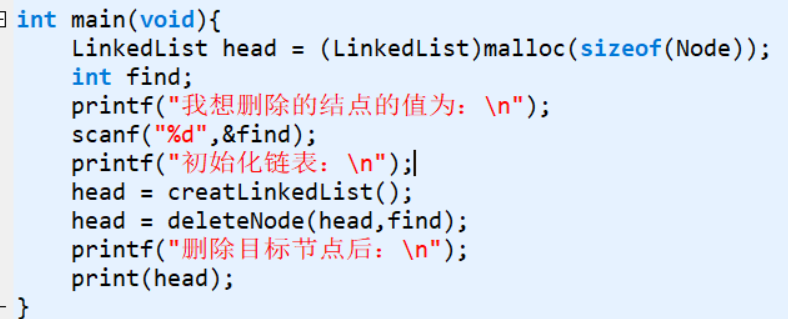 int main(void){
LinkedList head = (LinkedList)malloc(sizeof(Node));
int find;
printf("我想删除的结点的值为：\n");
scanf("%d",&find);
printf("初始化链表：\n");
head = creatLinkedList();
head = deleteNode(head,find);
printf("删除目标节点后：\n");
print(head);
}